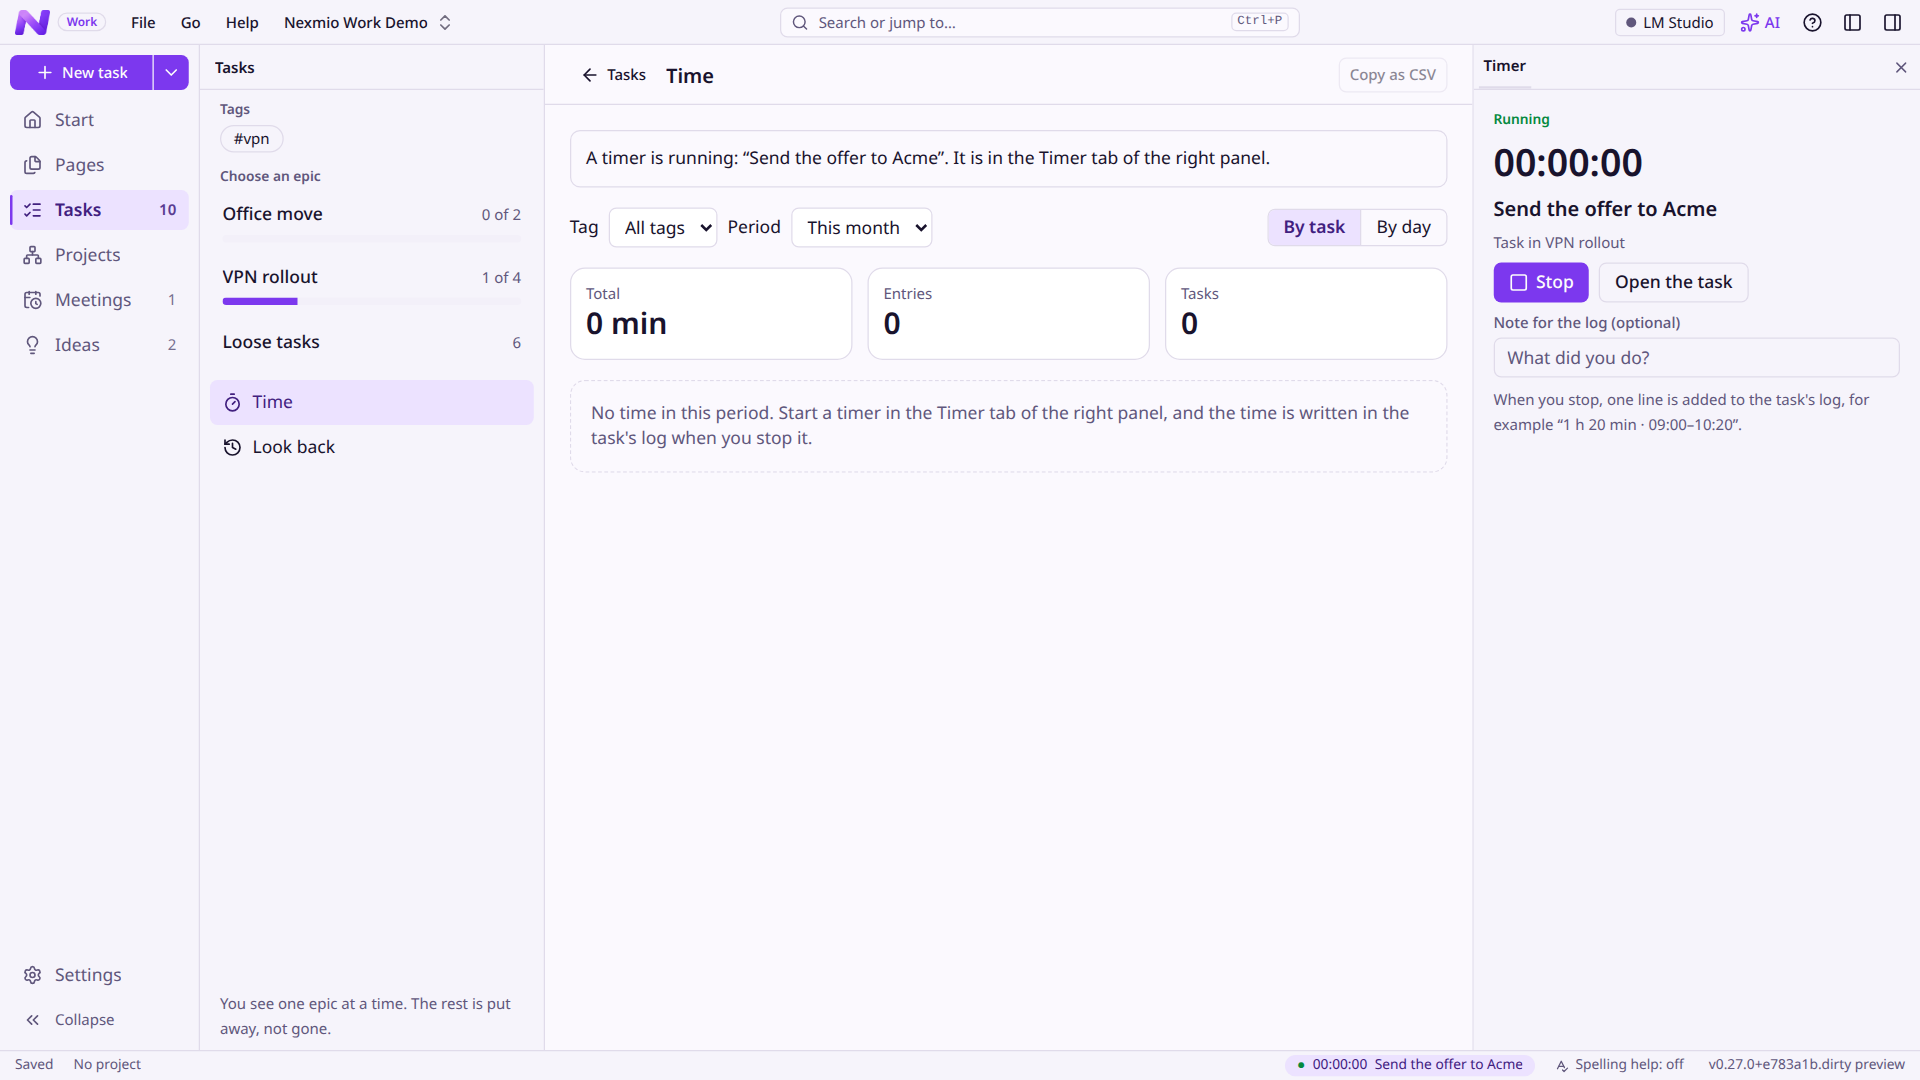 Work
File
Go
Help
Nexmio Work Demo
Search or jump to...
Ctrl+P
LM Studio
AI
New task
Start
Pages
Tasks 10
Projects
Meetings 1
Ideas 2
Settings
Collapse
Tasks
Tags
#vpn
Choose an epic
Office move 0 of 2
VPN rollout 1 of 4
Loose tasks 6
Time
Look back
You see one epic at a time. The rest is put
away, not gone.
Tasks
Time
Copy as CSV
A timer is running: “Send the offer to Acme”. It is in the Timer tab of the right panel.
Tag All tags Period This month
By task By day
Total
0 min
Entries
0
Tasks
0
No time in this period. Start a timer in the Timer tab of the right panel, and the time is written in the
task's log when you stop it.
Timer
Running
00:00:00
Send the offer to Acme
Task in VPN rollout
Stop
Open the task
Note for the log (optional)
What did you do?
When you stop, one line is added to the task's log, for
example “1 h 20 min · 09:00–10:20”.
Saved
No project
00:00:00 Send the offer to Acme
Spelling help: off
v0.27.0+e783a1b.dirty preview